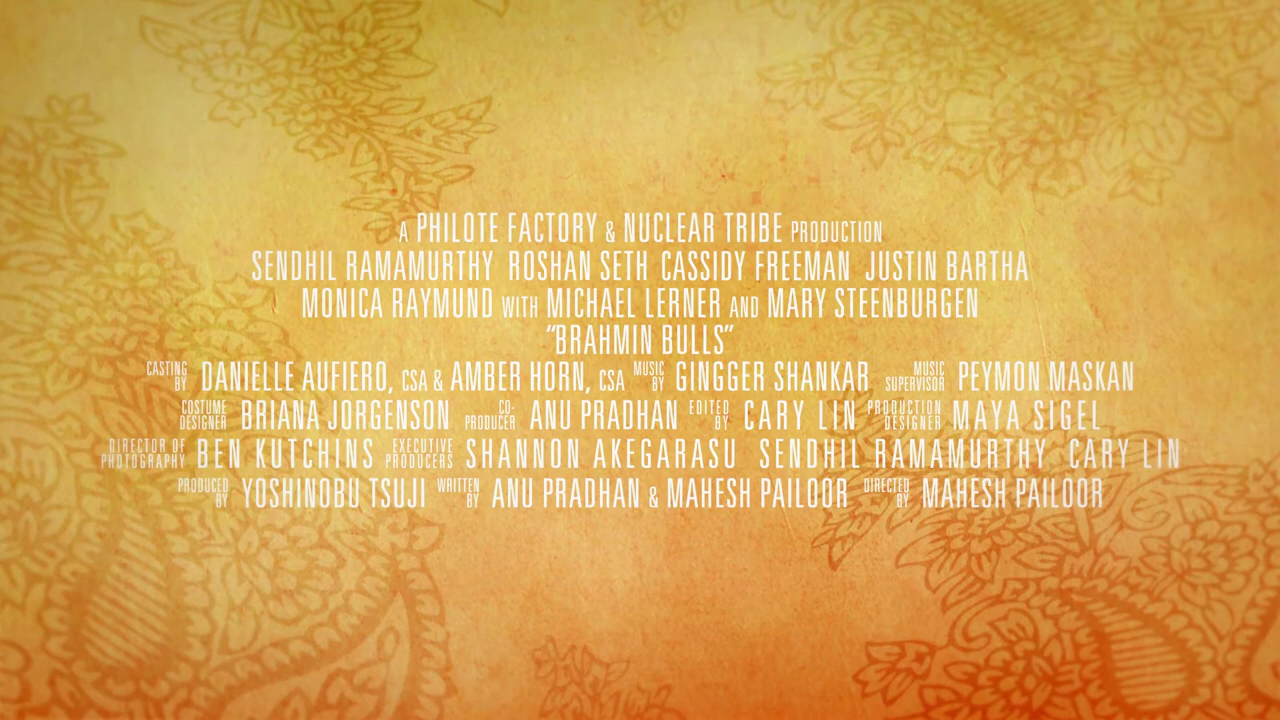 A PHILOTE FACTORY & NUCLEAR TRIBE PRODUCTION
SENDHIL RAMAMURTHY ROSHAN SETH CASSIDY FREEMAN JUSTIN BARTHA
MONICA RAYMUND WITH MICHAEL LERNER AND MARY STEENBURGEN
“BRAHMIN BULLS”
CASTING BY DANIELLE AUFIERO, CSA & AMBER HORN, CSA MUSIC BY GINGGER SHANKAR MUSIC SUPERVISOR PEYMON MASKAN
COSTUME DESIGNER BRIANA JORGENSON CO-PRODUCER ANU PRADHAN EDITED BY CARY LIN PRODUCTION DESIGNER MAYA SIGEL
DIRECTOR OF PHOTOGRAPHY BEN KUTCHINS EXECUTIVE PRODUCERS SHANNON AKEGARASU SENDHIL RAMAMURTHY CARY LIN
PRODUCED BY YOSHINOBU TSUJI WRITTEN BY ANU PRADHAN & MAHESH PAILOOR DIRECTED BY MAHESH PAILOOR